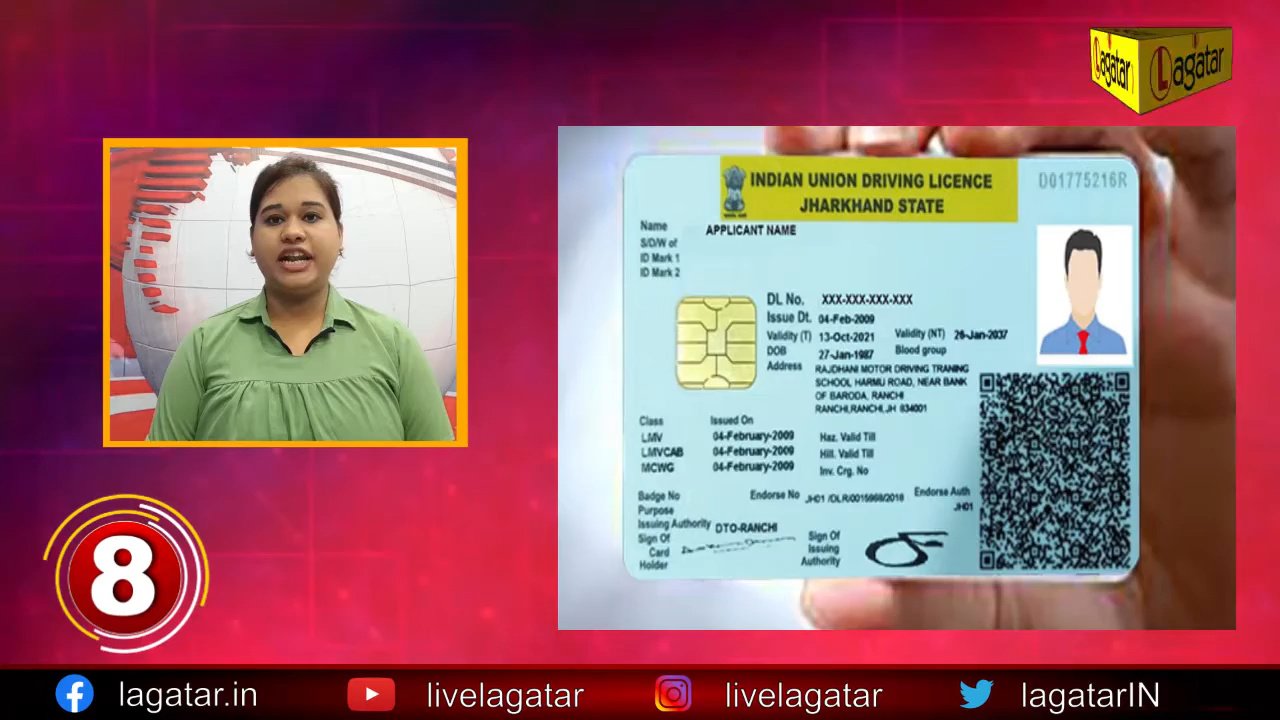 Lagatar Lagatar
INDIAN UNION DRIVING LICENCE
JHARKHAND STATE
D01775216R
Name APPLICANT NAME
S/D/W of
ID Mark 1
ID Mark 2
DL No. XXX-XXX-XXX-XXX
Issue Dt. 04-Feb-2009
Validity (T) 13-Oct-2021 Validity (NT) 26-Jan-2037
DOB 27-Jan-1987 Blood group
Address RAJDHANI MOTOR DRIVING TRANING
SCHOOL HARMU ROAD, NEAR BANK
OF BARODA, RANCHI
RANCHI,RANCHI,JH 834001
Class Issued On
LMV 04-February-2009 Haz. Valid Till
LMVCAB 04-February-2009 Hill. Valid Till
MCWG 04-February-2009 Inv. Crg. No
Badge No Endorse No JH01 /DLR/0015968/2018 Endorse Auth
Purpose JH01
Issuing Authority DTO-RANCHI
Sign Of
Card
Holder
Sign Of
Issuing
Authority
8
lagatar.in livelagatar livelagatar lagatarIN